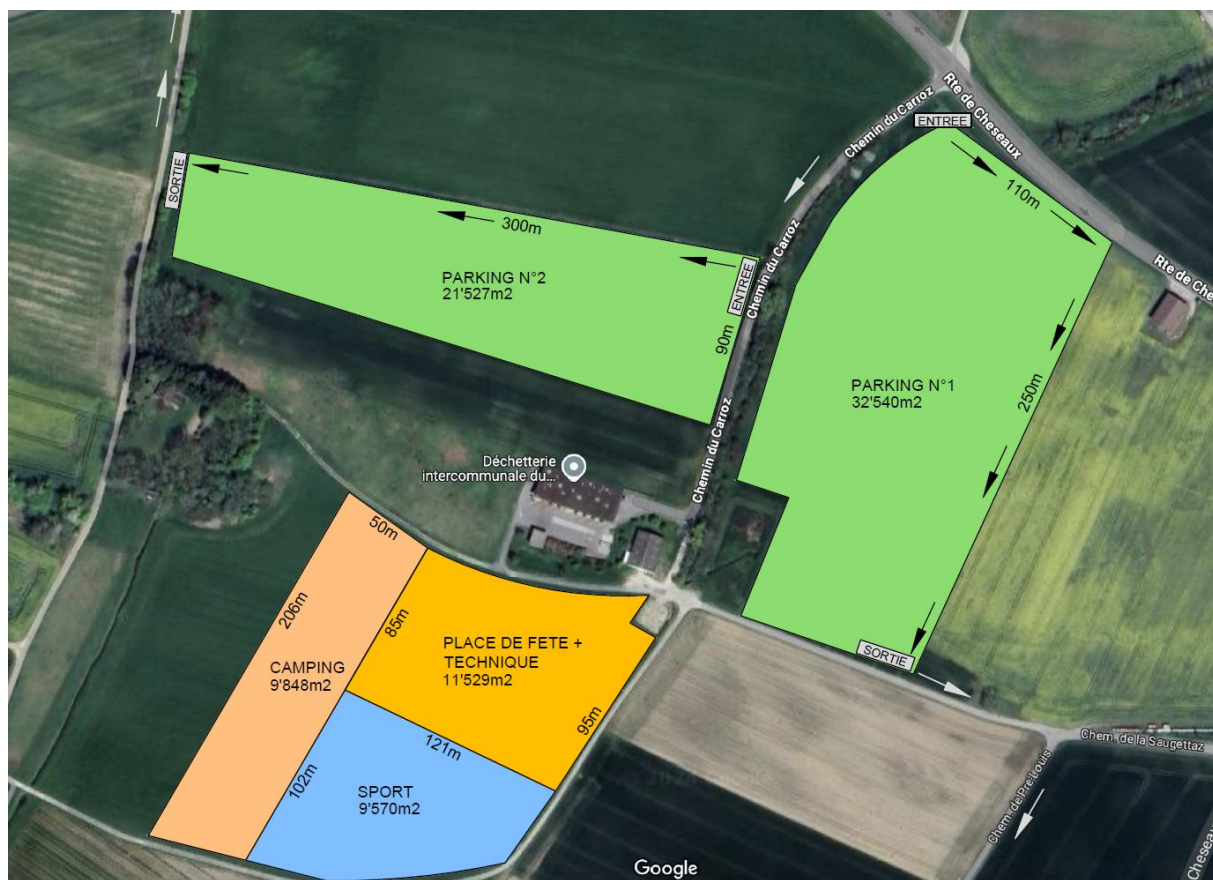 Chemin du Carroz
Rte de Cheseaux
ENTREE
110m
SORTIE
300m
PARKING N°2
21'527m2
ENTREE
Chemin du Carroz
90m
Rte de Che
PARKING N°1
32'540m2
250m
Chemin du Carroz
Déchetterie
intercommunale du...
50m
206m
85m
PLACE DE FETE +
TECHNIQUE
11'529m2
CAMPING
9'848m2
SORTIE
95m
121m
102m
SPORT
9'570m2
Chem. de la Saugettaz
Chem. de Pré Louis
Cheseaux
Google